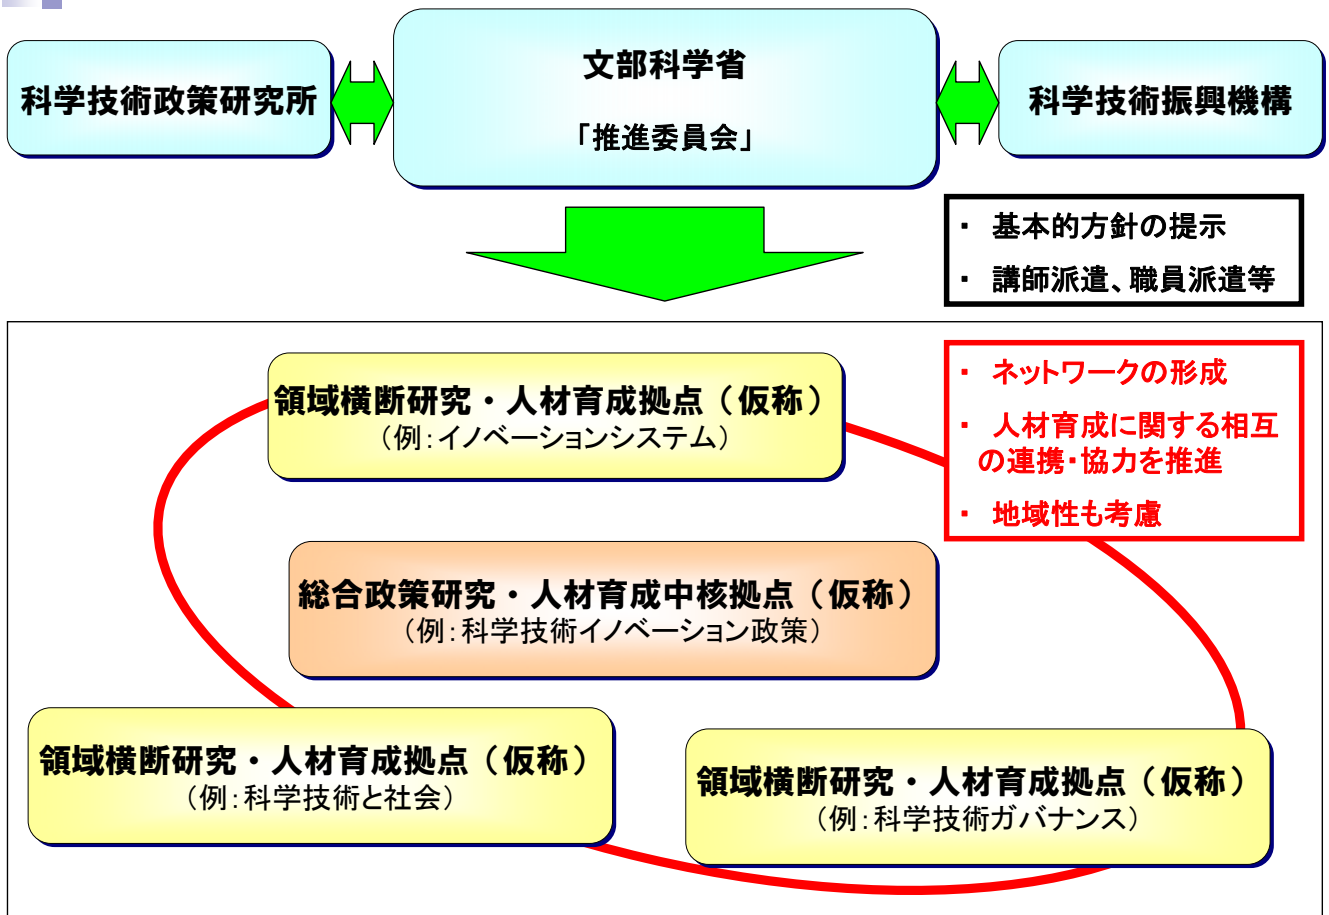 科学技術政策研究所
文部科学省
「推進委員会」
科学技術振興機構
・ 基本的方針の提示
・ 講師派遣、職員派遣等
領域横断研究・人材育成拠点（仮称）
（例：イノベーションシステム）
・ ネットワークの形成
・ 人材育成に関する相互
の連携・協力を推進
・ 地域性も考慮
総合政策研究・人材育成中核拠点（仮称）
（例：科学技術イノベーション政策）
領域横断研究・人材育成拠点（仮称）
（例：科学技術と社会）
領域横断研究・人材育成拠点（仮称）
（例：科学技術ガバナンス）